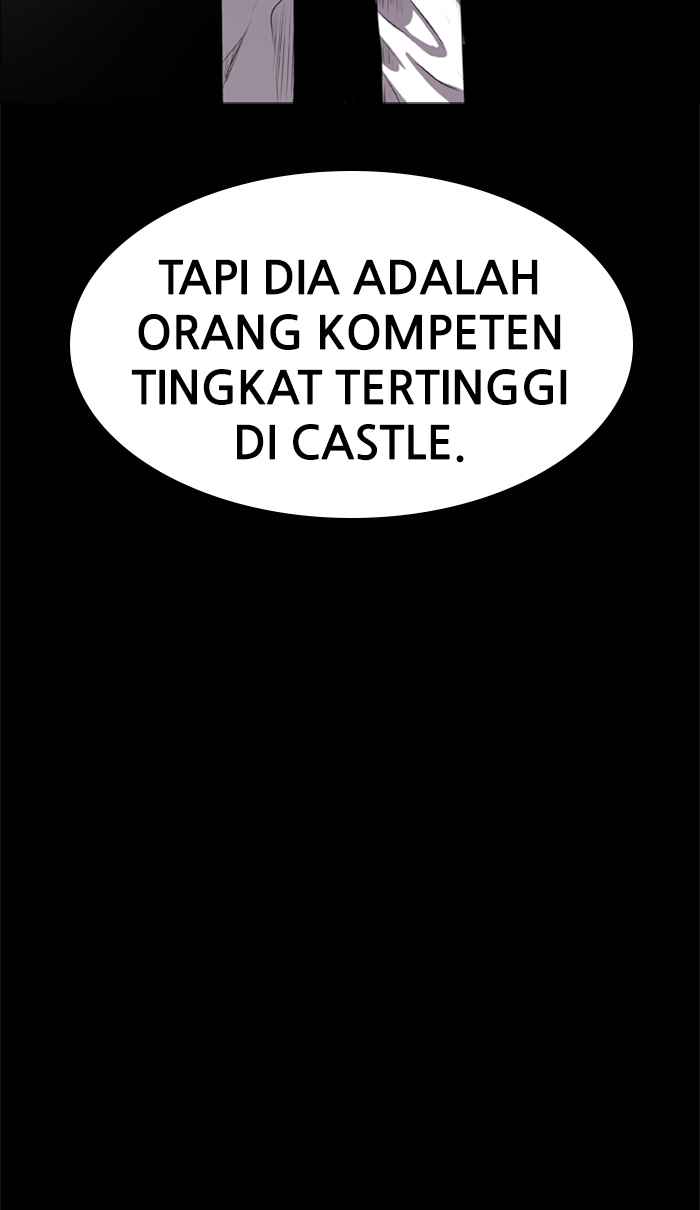 TAPI DIA ADALAH
ORANG KOMPETEN
TINGKAT TERTINGGI
DI CASTLE.